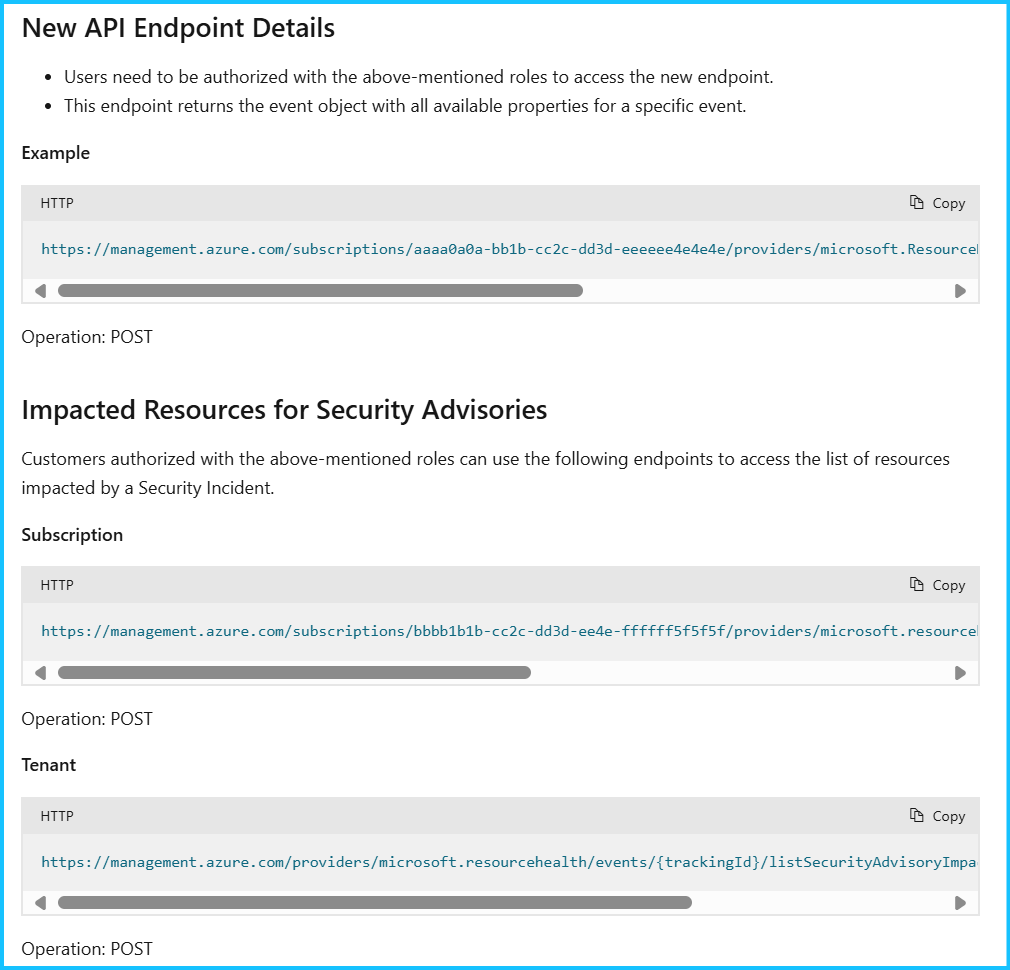 New API Endpoint Details
• Users need to be authorized with the above-mentioned roles to access the new endpoint.
• This endpoint returns the event object with all available properties for a specific event.
Example
HTTP Copy
https://management.azure.com/subscriptions/aaaa0a0a-bb1b-cc2c-dd3d-eeeeee4e4e4e/providers/microsoft.Resource
Operation: POST
Impacted Resources for Security Advisories
Customers authorized with the above-mentioned roles can use the following endpoints to access the list of resources
impacted by a Security Incident.
Subscription
HTTP Copy
https://management.azure.com/subscriptions/bbbb1b1b-cc2c-dd3d-ee4e-ffffff5f5f5f/providers/microsoft.resource
Operation: POST
Tenant
HTTP Copy
https://management.azure.com/providers/microsoft.resourcehealth/events/{trackingId}/listSecurityAdvisoryImpa
Operation: POST